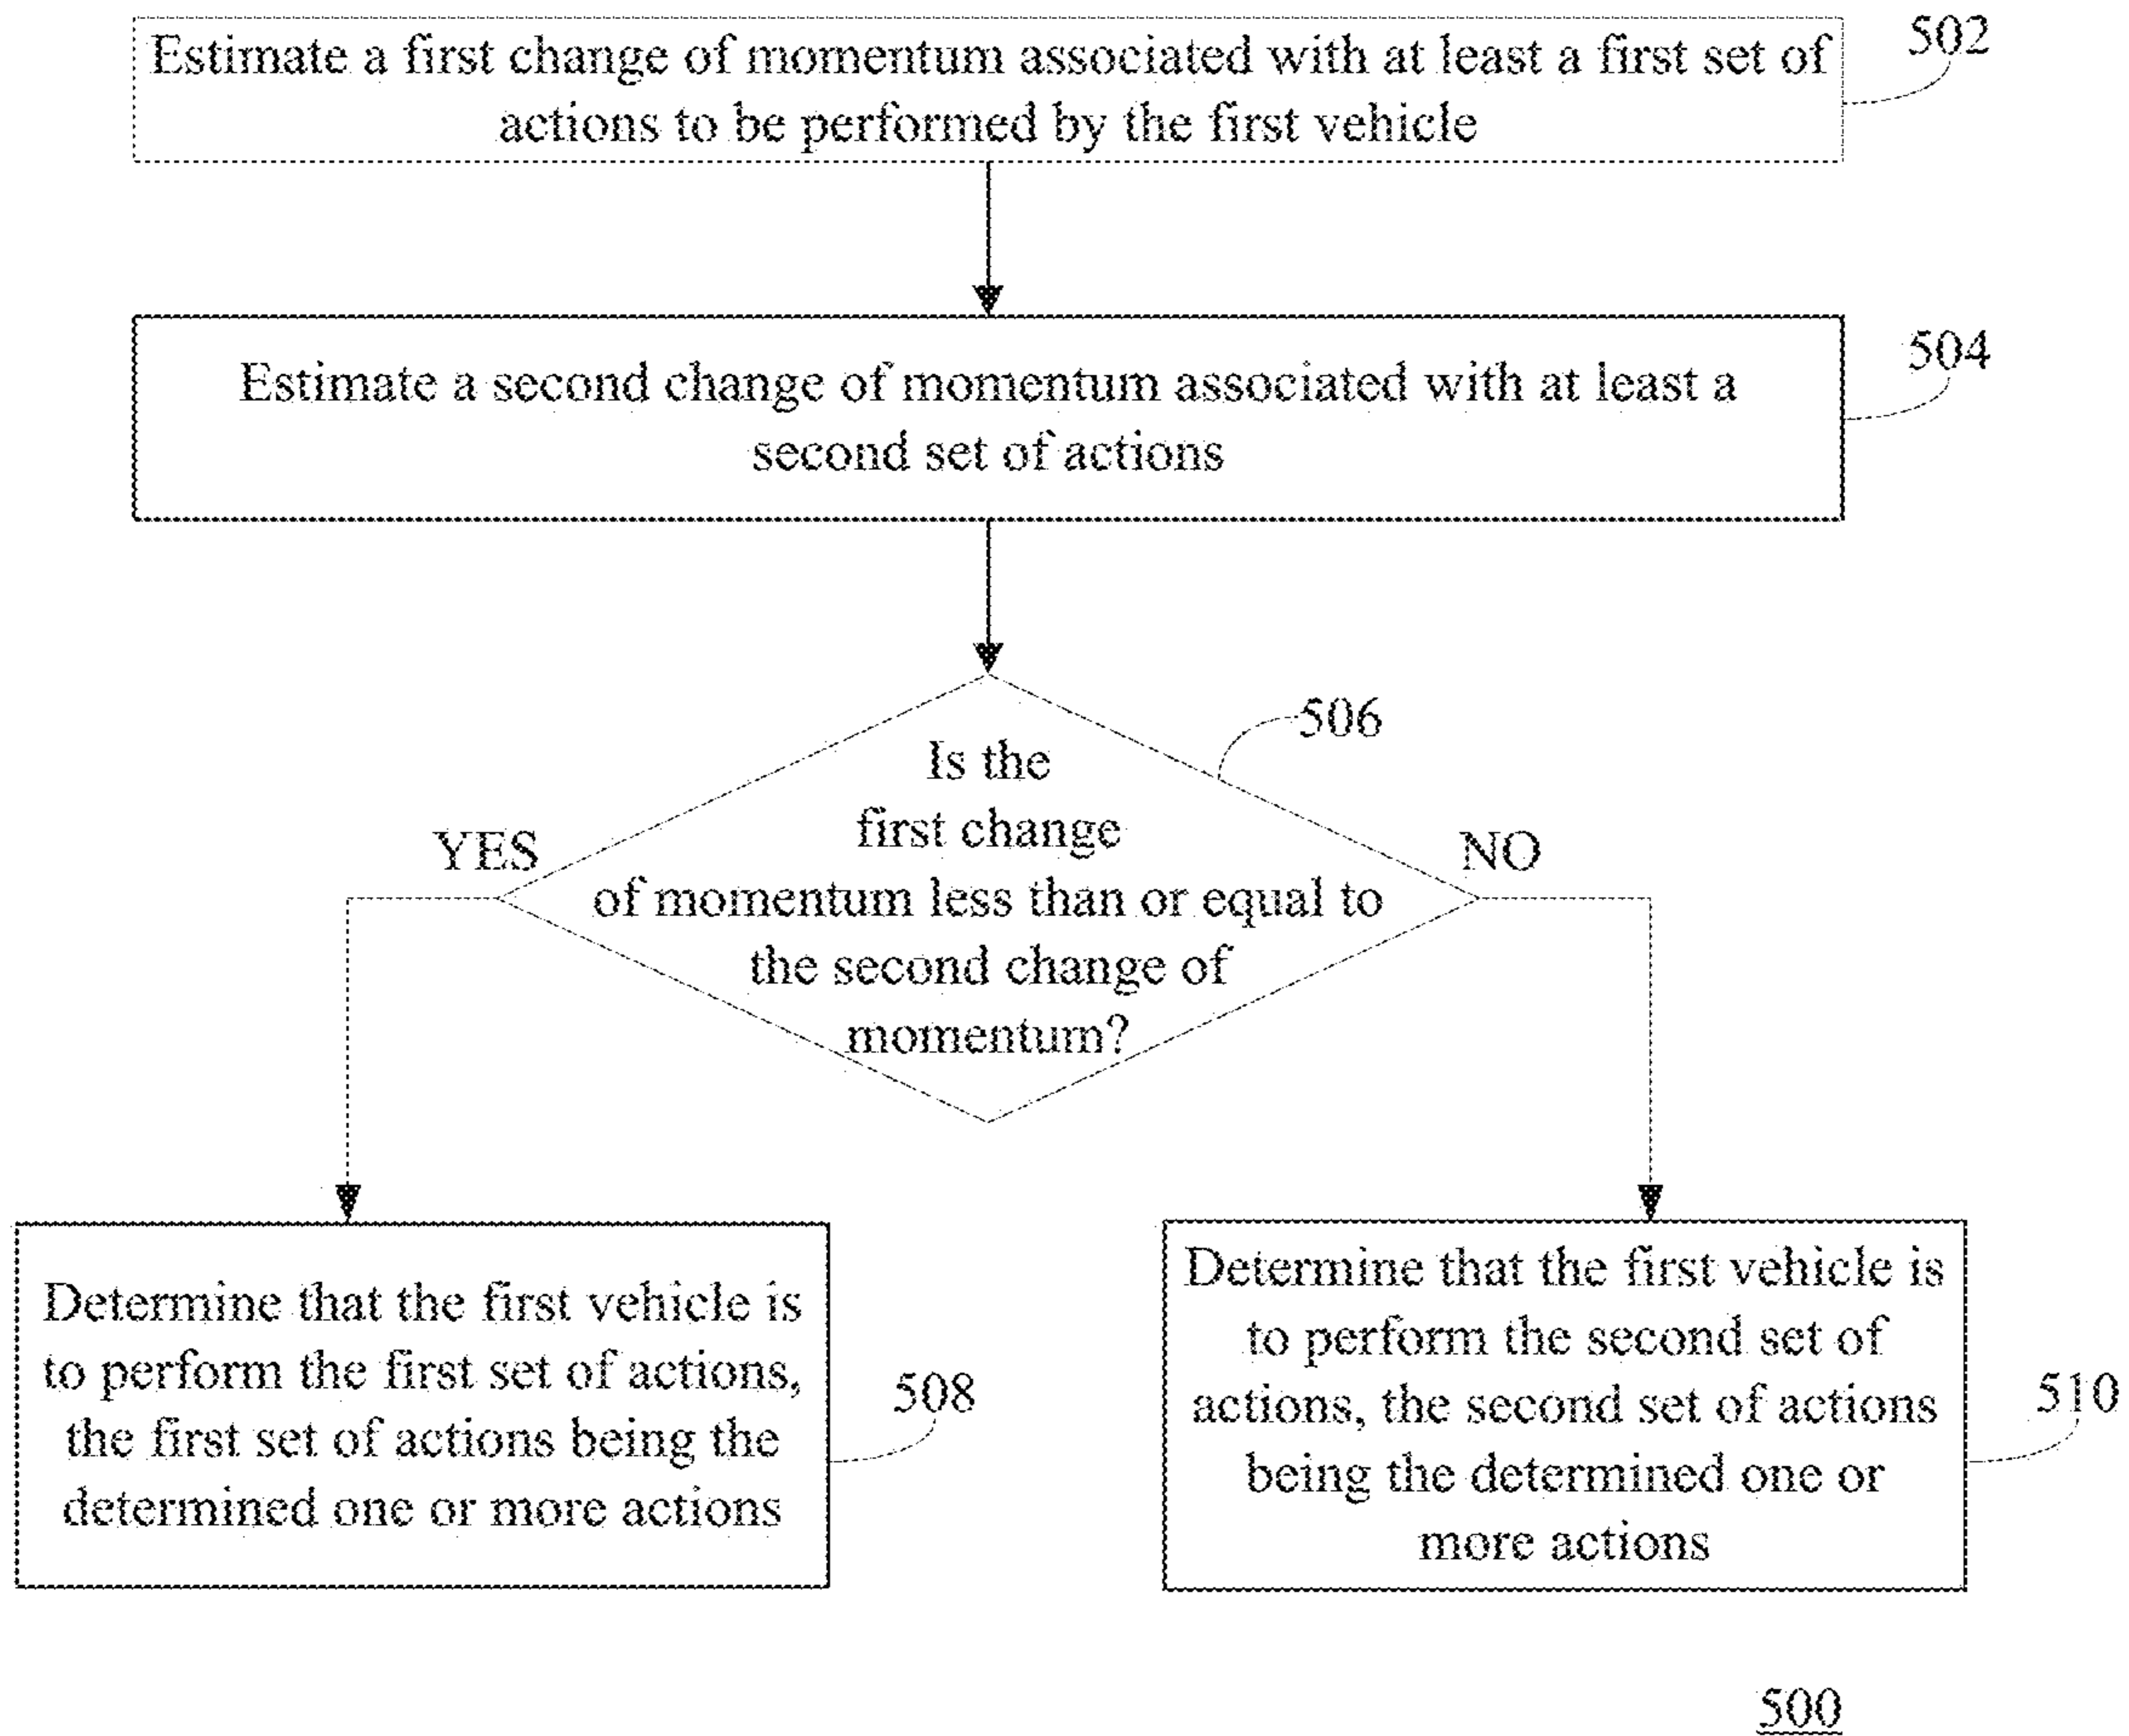 Estimate a first change of momentum associated with at least a first set of
actions to be performed by the first vehicle
502
Estimate a second change of momentum associated with at least a
second set of actions
504
Is the
first change
of momentum less than or equal to
the second change of
momentum?
506
YES
NO
Determine that the first vehicle is
to perform the first set of actions,
the first set of actions being the
determined one or more actions
508
Determine that the first vehicle is
to perform the second set of
actions, the second set of actions
being the determined one or
more actions
510
500